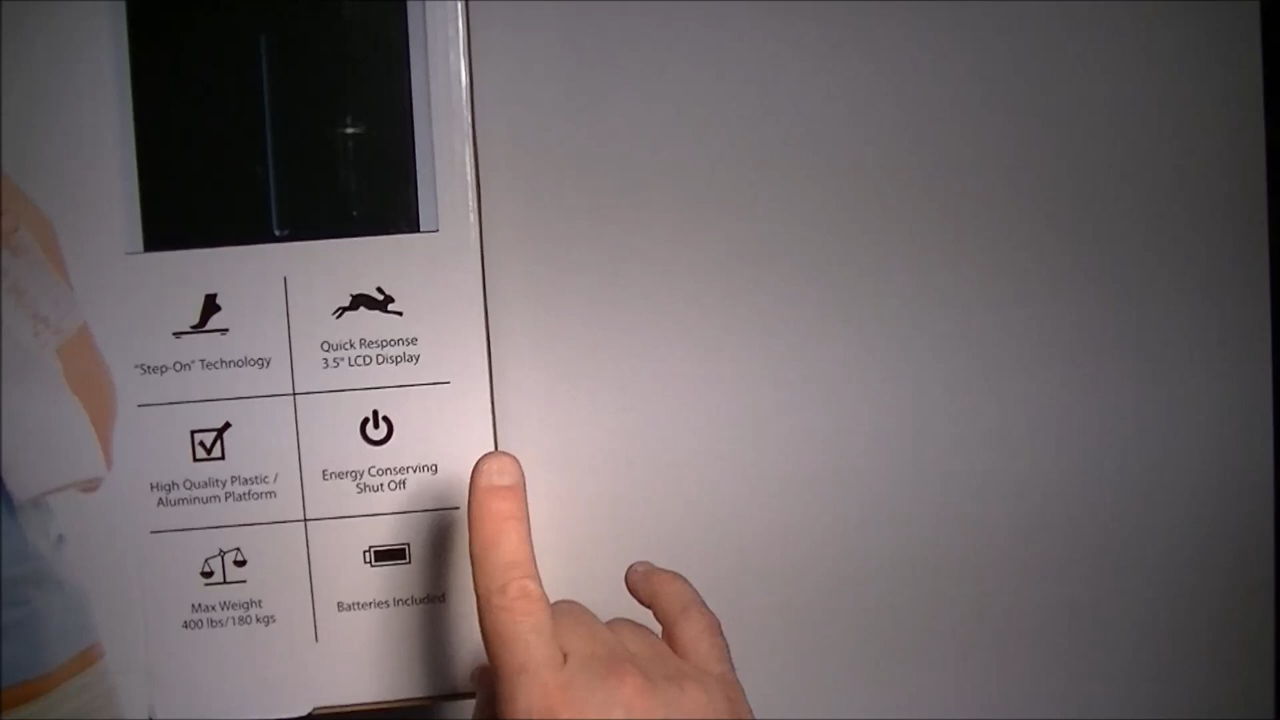 "Step-On" Technology
Quick Response
3.5" LCD Display
High Quality Plastic /
Aluminum Platform
Energy Conserving
Shut Off
Max Weight
400 lbs/180 kgs
Batteries Included